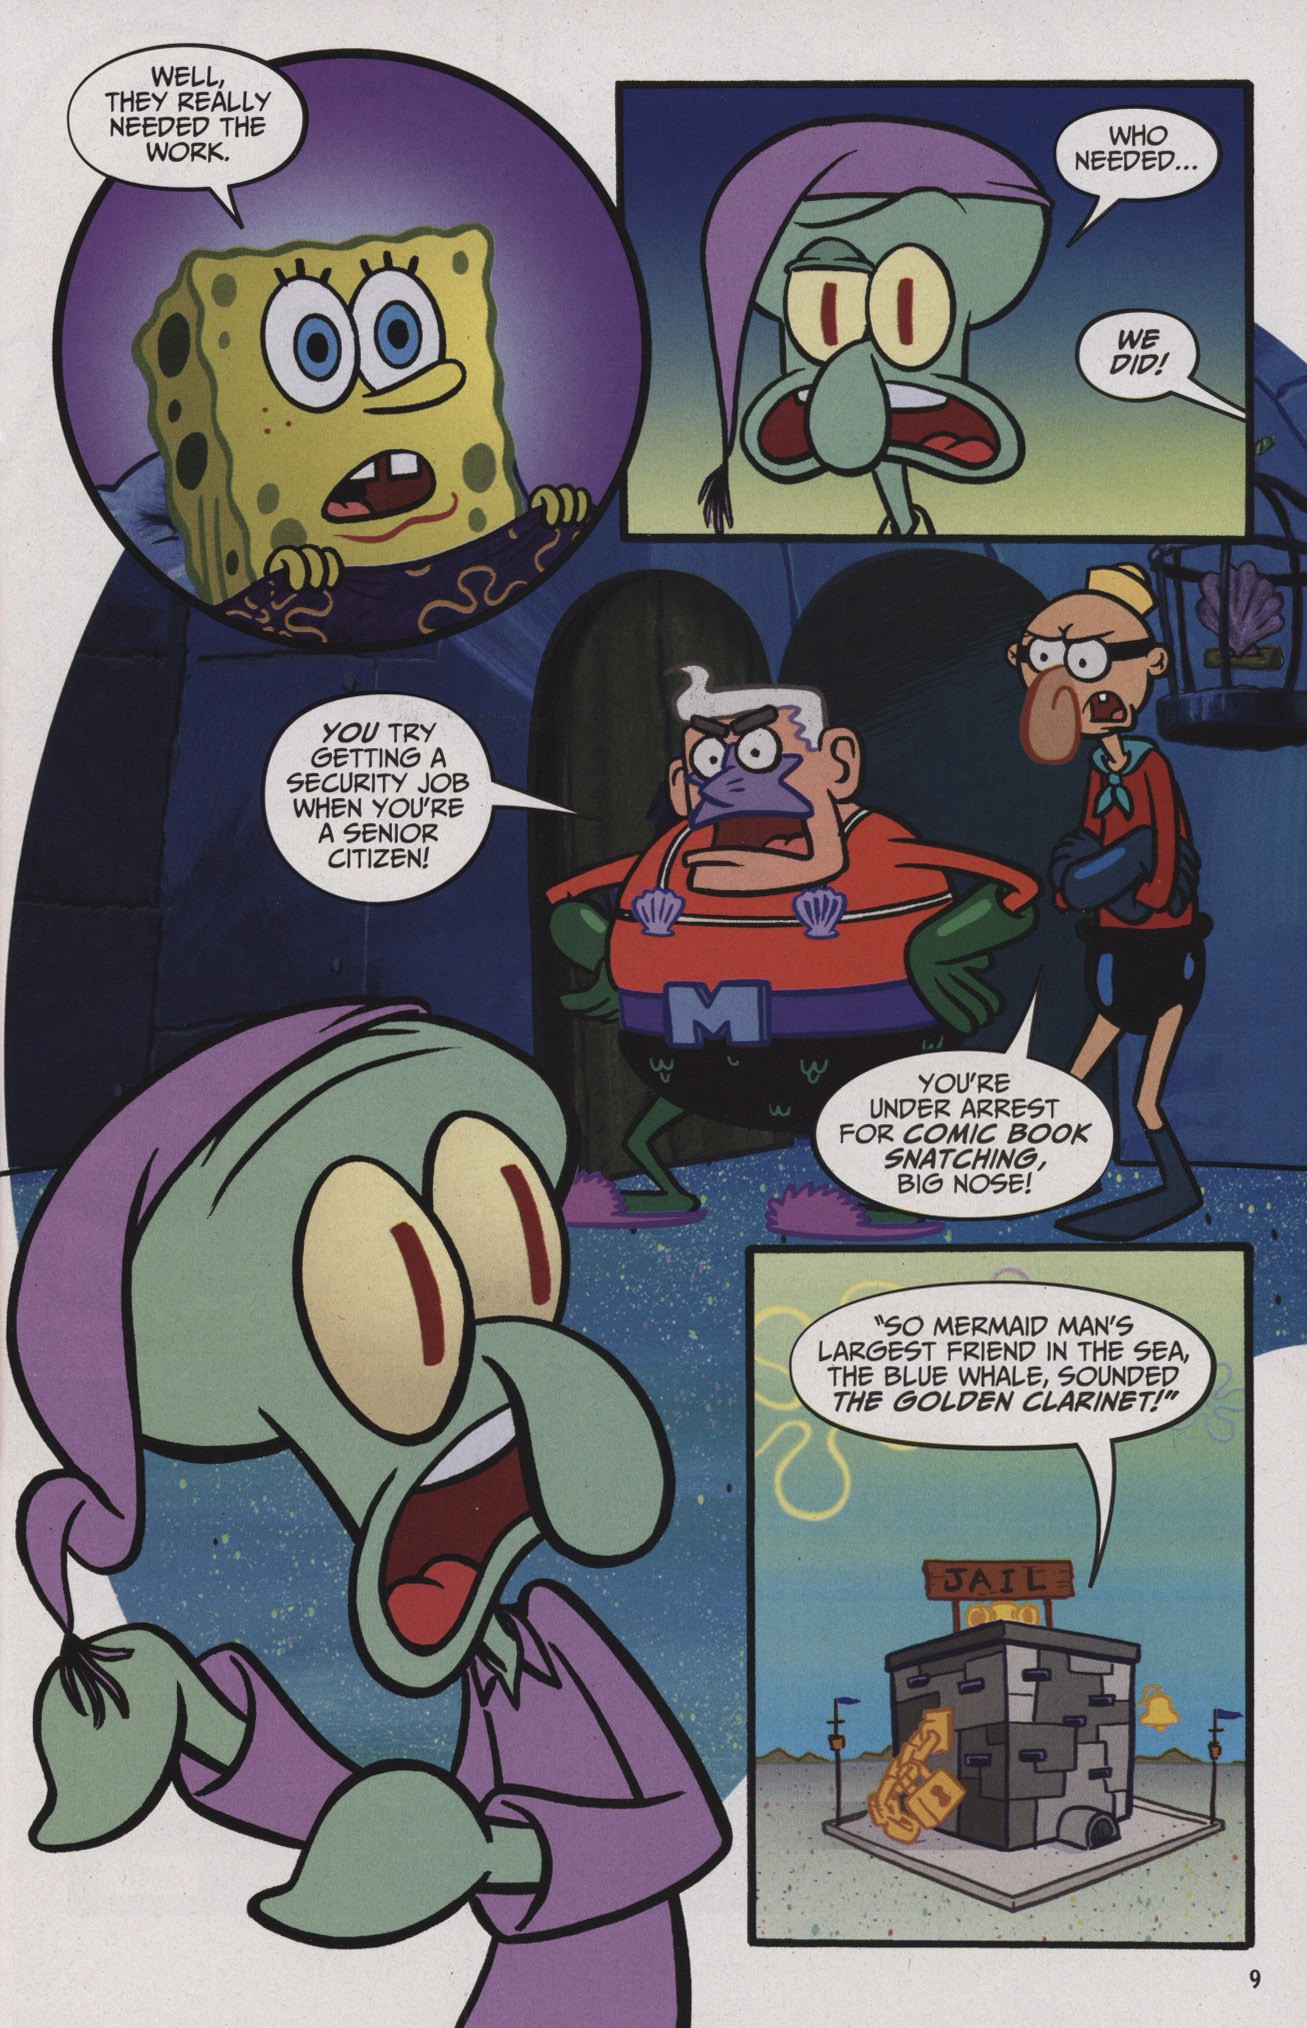 WELL,
THEY REALLY
NEEDED THE
WORK.
WHO
NEEDED...
WE
DID!
YOU TRY
GETTING A
SECURITY JOB
WHEN YOU'RE
A SENIOR
CITIZEN!
M
YOU'RE
UNDER ARREST
FOR COMIC BOOK
SNATCHING,
BIG NOSE!
"SO MERMAID MAN'S
LARGEST FRIEND IN THE SEA,
THE BLUE WHALE, SOUNDED
THE GOLDEN CLARINET!"
JAIL
9